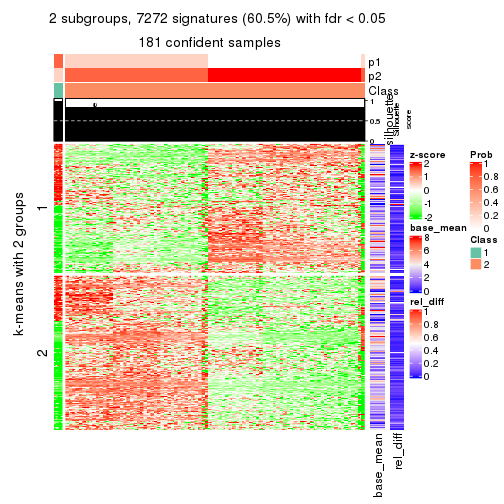 2 subgroups, 7272 signatures (60.5%) with fdr < 0.05
181 confident samples
p1
p2
Class
1
0.5
0
silhouette
Silhouette
score
k-means with 2 groups
1
2
base_mean
rel_diff
z-score
2
1
0
-1
-2
base_mean
8
6
4
2
0
rel_diff
1
0.8
0.6
0.4
0.2
0
Prob
1
0.8
0.6
0.4
0.2
0
Class
1
2